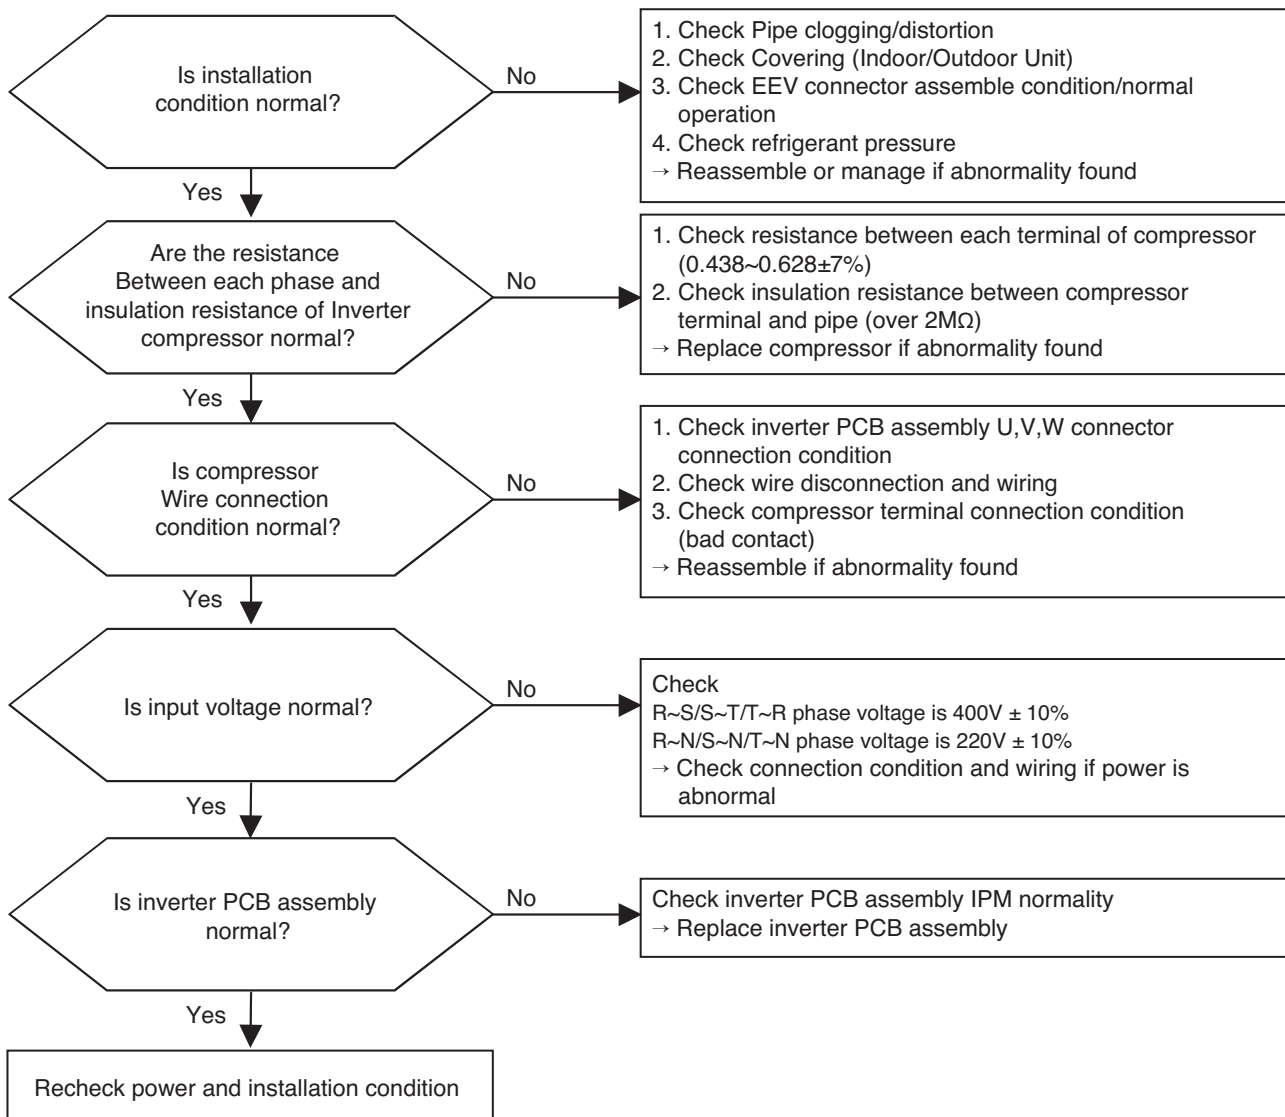 Is installation
condition normal?
No
1. Check Pipe clogging/distortion
2. Check Covering (Indoor/Outdoor Unit)
3. Check EEV connector assemble condition/normal
operation
4. Check refrigerant pressure
→ Reassemble or manage if abnormality found
Yes
Are the resistance
Between each phase and
insulation resistance of Inverter
compressor normal?
No
1. Check resistance between each terminal of compressor
(0.438~0.628±7%)
2. Check insulation resistance between compressor
terminal and pipe (over 2MΩ)
→ Replace compressor if abnormality found
Yes
Is compressor
Wire connection
condition normal?
No
1. Check inverter PCB assembly U,V,W connector
connection condition
2. Check wire disconnection and wiring
3. Check compressor terminal connection condition
(bad contact)
→ Reassemble if abnormality found
Yes
Is input voltage normal?
No
Check
R~S/S~T/T~R phase voltage is 400V ± 10%
R~N/S~N/T~N phase voltage is 220V ± 10%
→ Check connection condition and wiring if power is
abnormal
Yes
Is inverter PCB assembly
normal?
No
Check inverter PCB assembly IPM normality
→ Replace inverter PCB assembly
Yes
Recheck power and installation condition